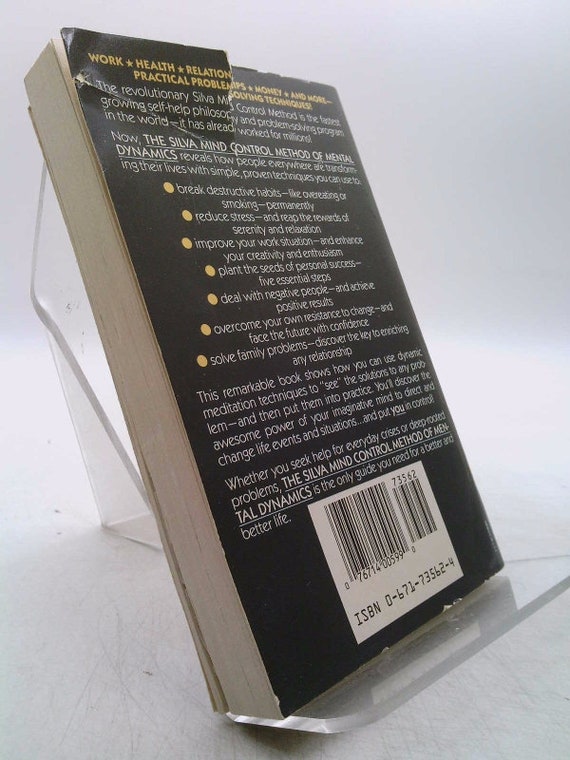 WORK ★ HEALTH ★ RELATIONIPS ★ MONEY ★ AND MORE—
PRACTICAL PROBLEMOLVING TECHNIQUES!
The revolutionary Silva Mi Control Method is the fastest
growing self-help philosop y and problem-solving program
in the world—it has alread worked for millions!
Now, THE SILVA MIND CONTROL METHOD OF MENTAL
DYNAMICS reveals how people everywhere are transform-
ing their lives with simple, proven techniques you can use to:
● break destructive habits—like overeating or
smoking—permanently
● reduce stress—and reap the rewards of
serenity and relaxation
● improve your work situation—and enhance
your creativity and enthusiasm
● plant the seeds of personal success—
five essential steps
● deal with negative people—and achieve
positive results
● overcome your own resistance to change—and
face the future with confidence
● solve family problems—discover the key to enriching
any relationship
This remarkable book shows how you can use dynamic
meditation techniques to "see" the solutions to any prob-
lem—and then put them into practice. You'll discover the
awesome power of your imaginative mind to direct and
change life events and situations...and put you in control!
Whether you seek help for everyday crises or deep-rooted
problems, THE SILVA MIND CONTROL METHOD OF MEN-
TAL DYNAMICS is the only guide you need for a better and
better life.
73562
0 76714 00599
ISBN 0-671-73562-4